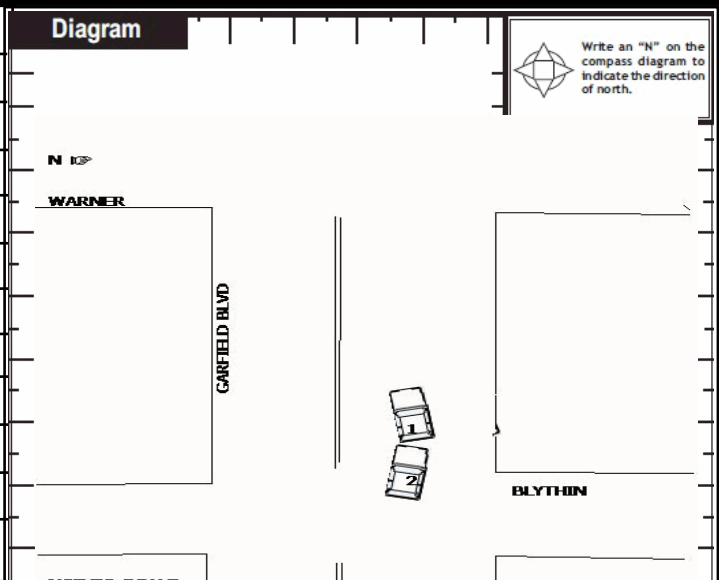 Diagram
Write an “N” on the
compass diagram to
indicate the direction
of north.
N
WARNER
GARFIELD BLVD
1
2
BLYTHIN